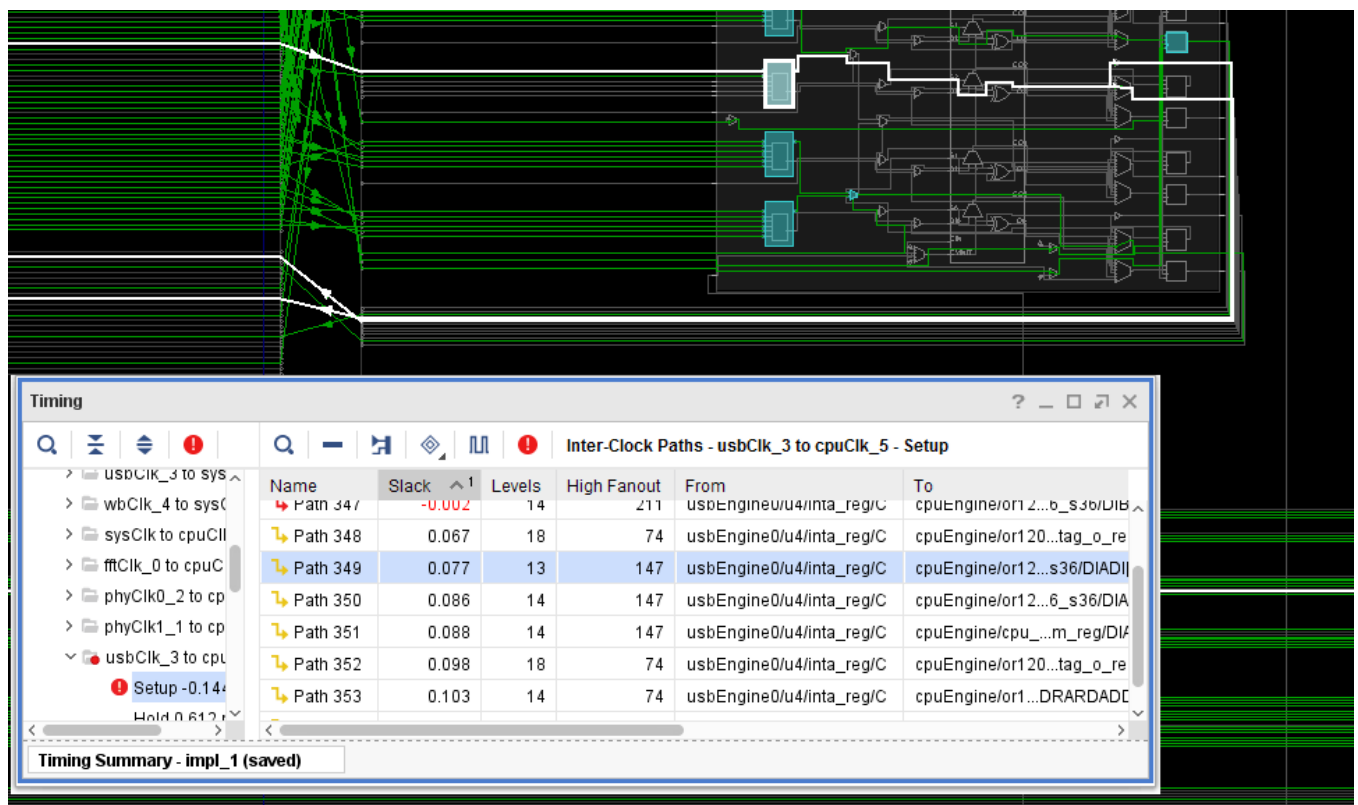 Timing
Inter-Clock Paths - usbClk_3 to cpuClk_5 - Setup
usbClk_3 to sys
wbClk_4 to sys(
sysClk to cpuCl
fftClk_0 to cpuC
phyClk0_2 to cp
phyClk1_1 to cp
usbClk_3 to cpu
Setup -0.144
Hold 0.612
Name Slack 1 Levels High Fanout From To
Path 347 -0.002 14 211 usbEngine0/u4/inta_reg/C cpuEngine/or12...6_s36/DIB
Path 348 0.067 18 74 usbEngine0/u4/inta_reg/C cpuEngine/or120...tag_o_re
Path 349 0.077 13 147 usbEngine0/u4/inta_reg/C cpuEngine/or12...s36/DIADI
Path 350 0.086 14 147 usbEngine0/u4/inta_reg/C cpuEngine/or12...6_s36/DIA
Path 351 0.088 14 147 usbEngine0/u4/inta_reg/C cpuEngine/cpu_...m_reg/DIA
Path 352 0.098 18 74 usbEngine0/u4/inta_reg/C cpuEngine/or120...tag_o_re
Path 353 0.103 14 74 usbEngine0/u4/inta_reg/C cpuEngine/or1...DRARDADD
Timing Summary - impl_1 (saved)